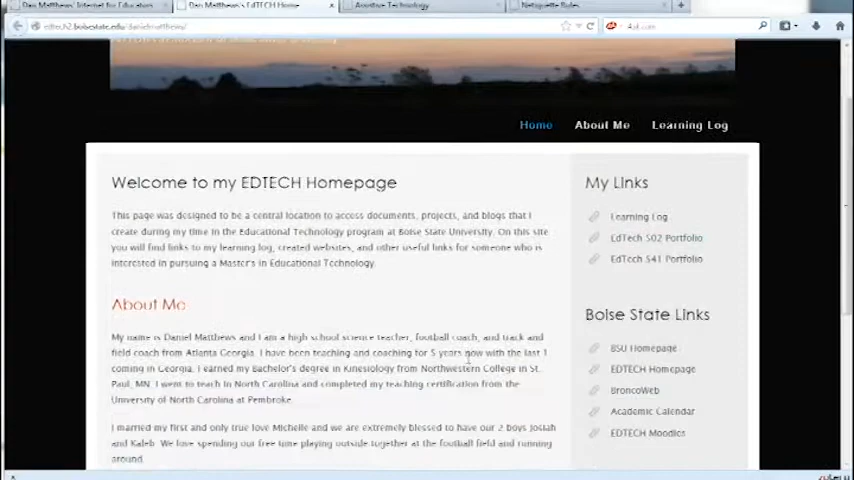 Dan Matthews' Internet for Educators
Dan Matthews's EdTECH Home
Assistive Technology
Netiquette Rules
edtech2.boisestate.edu/danielmatthews/
Home
About Me
Learning Log
Welcome to my EDTECH Homepage
This page was designed to be a central location to access documents, projects, and blogs that I
create during my time in the Educational Technology program at Boise State University. On this site
you will find links to my learning log, created websites, and other useful links for someone who is
interested in pursuing a Master's in Educational Technology.
About Me
My name is Daniel Matthews and I am a high school science teacher, football coach, and track and
field coach from Atlanta Georgia. I have been teaching and coaching for 5 years now with the last 1
coming in Georgia. I earned my Bachelor's degree in Kinesiology from Northwestern College in St.
Paul, MN. I went to teach in North Carolina and completed my teaching certification from the
University of North Carolina at Pembroke.
I married my first and only true love Michelle and we are extremely blessed to have our 2 boys Josiah
and Kaleb. We love spending our free time playing outside together at the football field and running
around.
My Links
Learning Log
EdTech 502 Portfolio
EdTech 541 Portfolio
Boise State Links
BSU Homepage
EDTECH Homepage
BroncoWeb
Academic Calendar
EDTECH Moodle